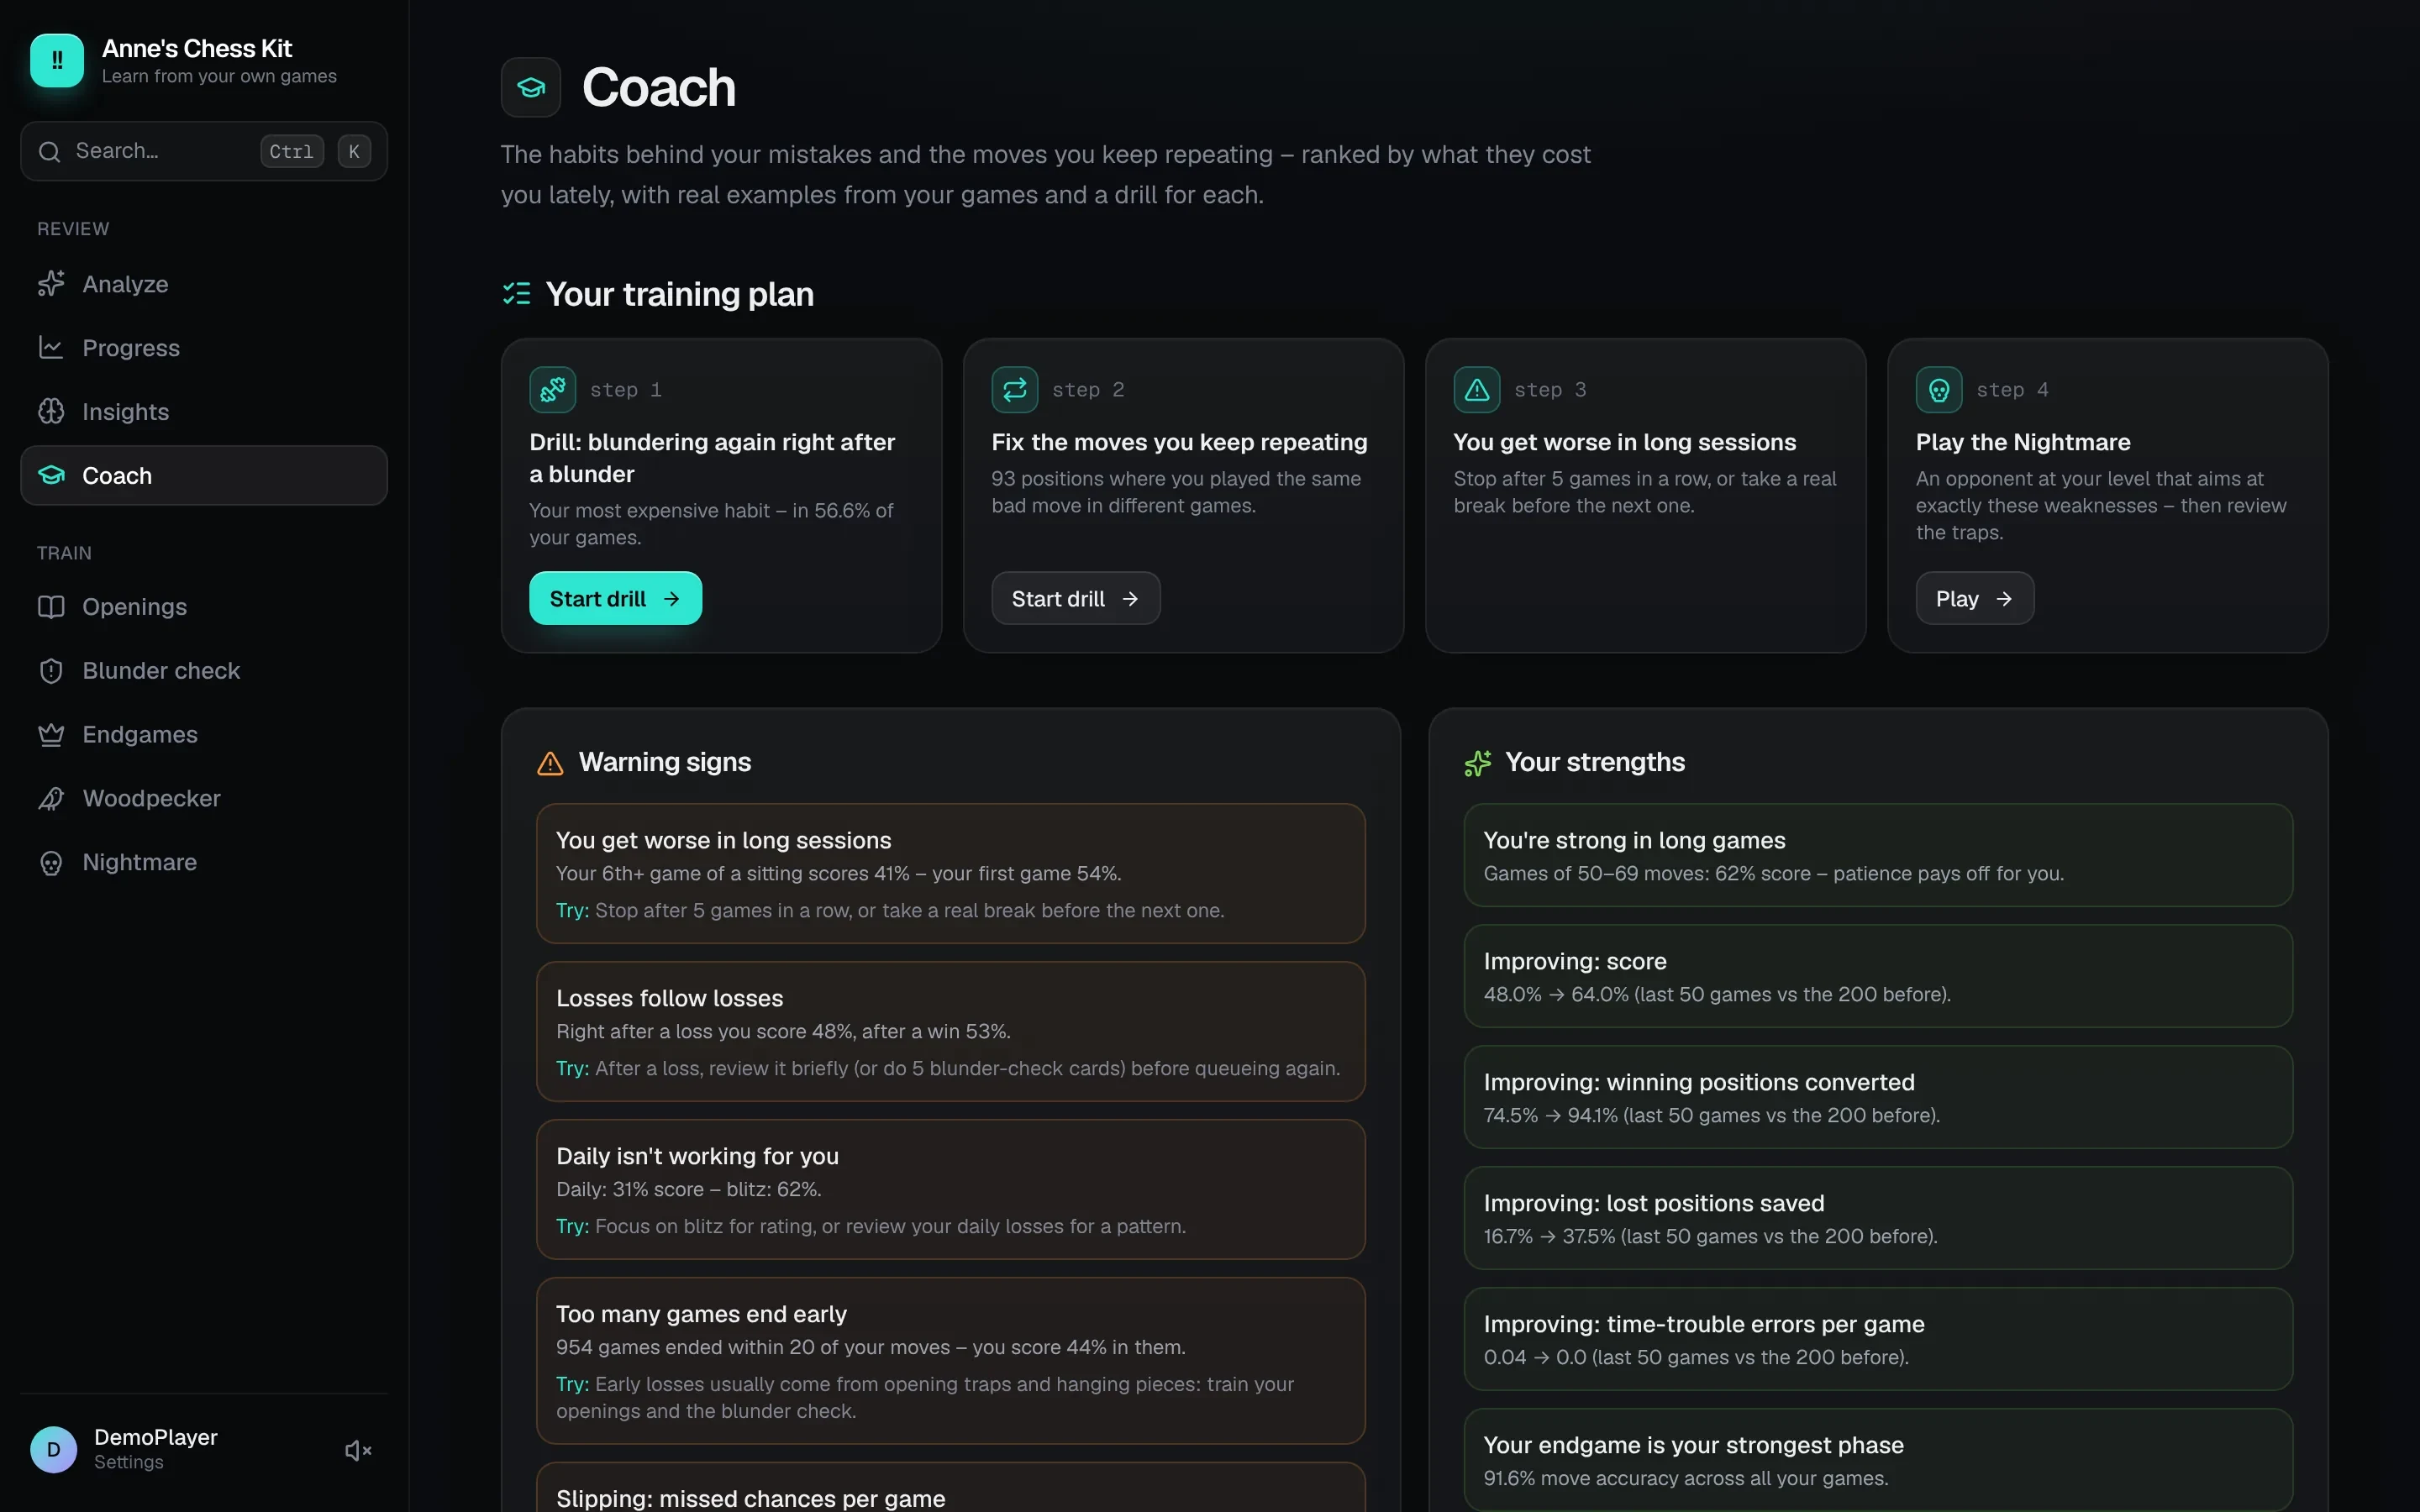 !!
Anne's Chess Kit
Learn from your own games
Search...
Ctrl K
REVIEW
Analyze
Progress
Insights
Coach
TRAIN
Openings
Blunder check
Endgames
Woodpecker
Nightmare
D
DemoPlayer
Settings
Coach
The habits behind your mistakes and the moves you keep repeating – ranked by what they cost
you lately, with real examples from your games and a drill for each.
Your training plan
step 1
Drill: blundering again right after
a blunder
Your most expensive habit – in 56.6% of
your games.
Start drill →
step 2
Fix the moves you keep repeating
93 positions where you played the same
bad move in different games.
Start drill →
step 3
You get worse in long sessions
Stop after 5 games in a row, or take a real
break before the next one.
step 4
Play the Nightmare
An opponent at your level that aims at
exactly these weaknesses – then review
the traps.
Play →
Warning signs
You get worse in long sessions
Your 6th+ game of a sitting scores 41% – your first game 54%.
Try: Stop after 5 games in a row, or take a real break before the next one.
Losses follow losses
Right after a loss you score 48%, after a win 53%.
Try: After a loss, review it briefly (or do 5 blunder-check cards) before queueing again.
Daily isn't working for you
Daily: 31% score – blitz: 62%.
Try: Focus on blitz for rating, or review your daily losses for a pattern.
Too many games end early
954 games ended within 20 of your moves – you score 44% in them.
Try: Early losses usually come from opening traps and hanging pieces: train your
openings and the blunder check.
Slipping: missed chances per game
Your strengths
You're strong in long games
Games of 50–69 moves: 62% score – patience pays off for you.
Improving: score
48.0% → 64.0% (last 50 games vs the 200 before).
Improving: winning positions converted
74.5% → 94.1% (last 50 games vs the 200 before).
Improving: lost positions saved
16.7% → 37.5% (last 50 games vs the 200 before).
Improving: time-trouble errors per game
0.04 → 0.0 (last 50 games vs the 200 before).
Your endgame is your strongest phase
91.6% move accuracy across all your games.